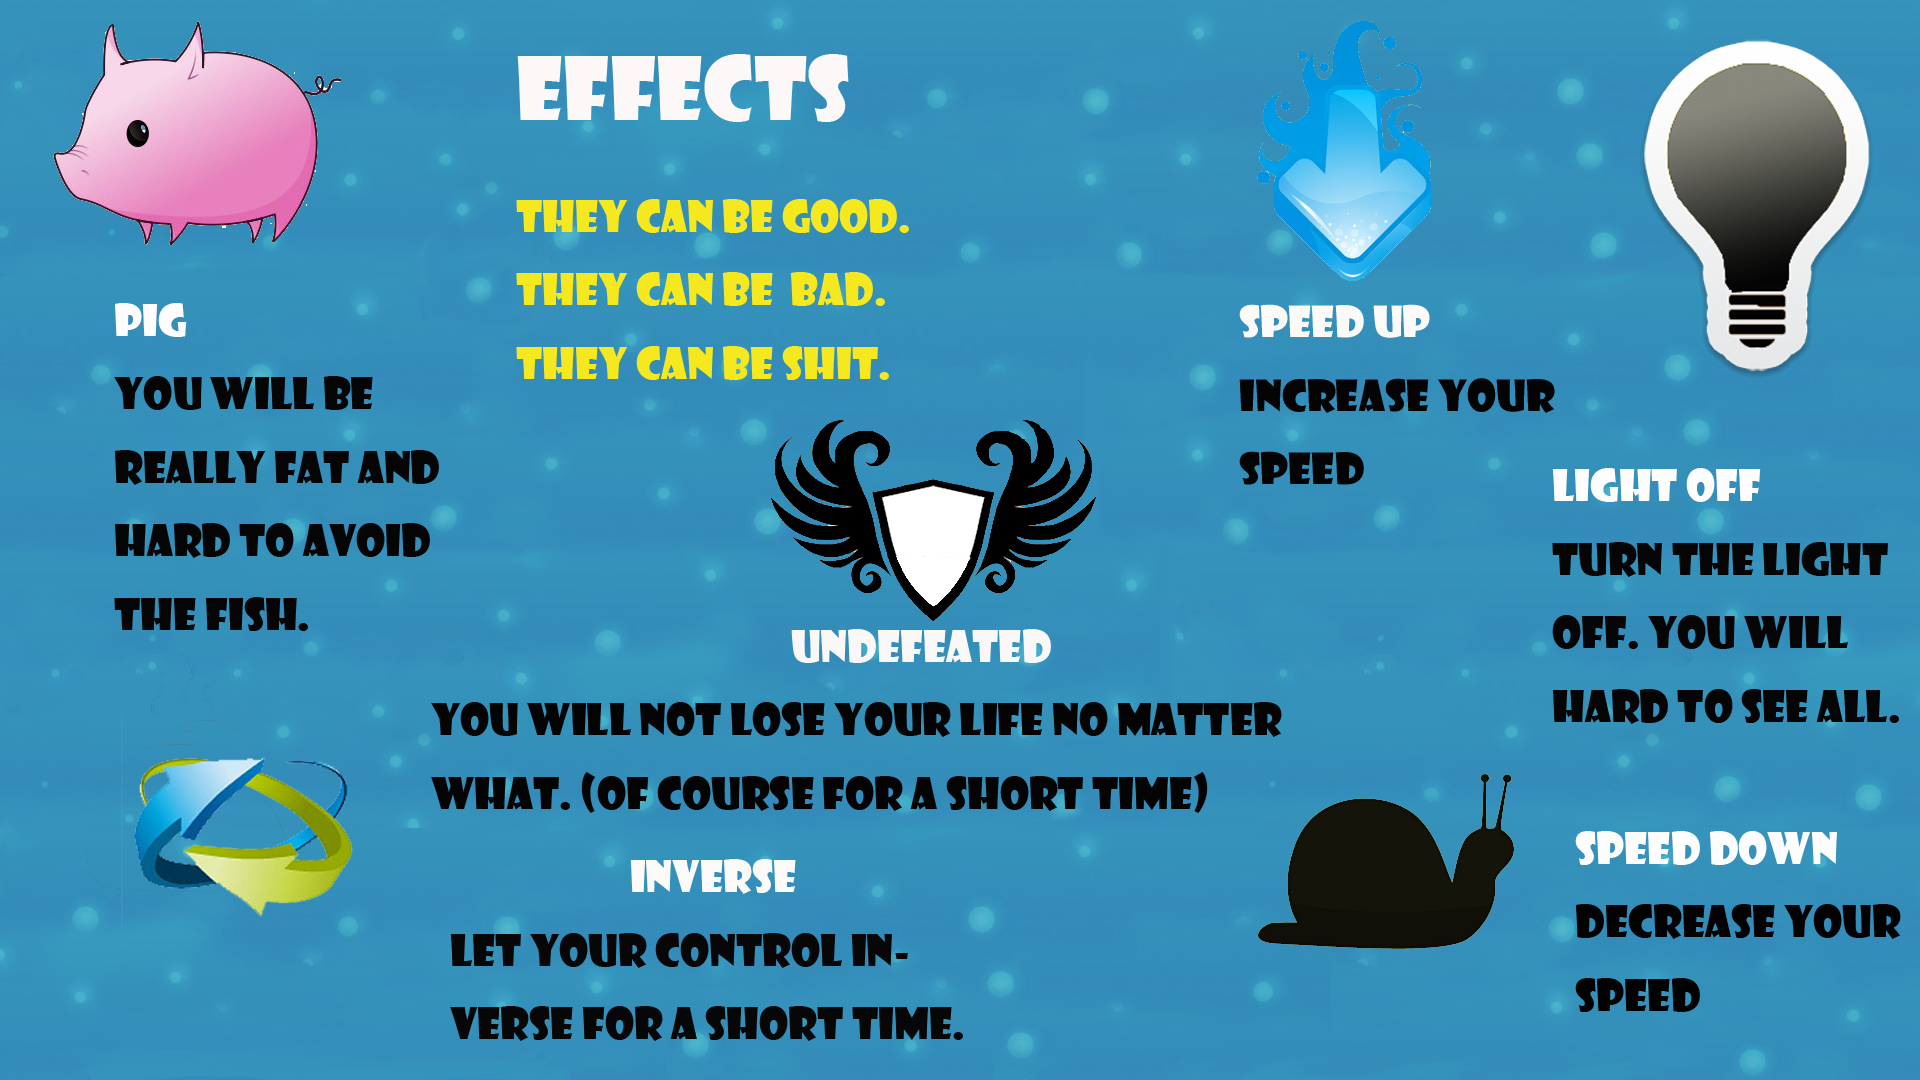 EFFECTS
THEY CAN BE GOOD.
THEY CAN BE BAD.
THEY CAN BE SHIT.
PIG
YOU WILL BE
REALLY FAT AND
HARD TO AVOID
THE FISH.
SPEED UP
INCREASE YOUR
SPEED
LIGHT OFF
TURN THE LIGHT
OFF. YOU WILL
HARD TO SEE ALL.
UNDEFEATED
YOU WILL NOT LOSE YOUR LIFE NO MATTER
WHAT. (OF COURSE FOR A SHORT TIME)
INVERSE
LET YOUR CONTROL IN-
VERSE FOR A SHORT TIME.
SPEED DOWN
DECREASE YOUR
SPEED